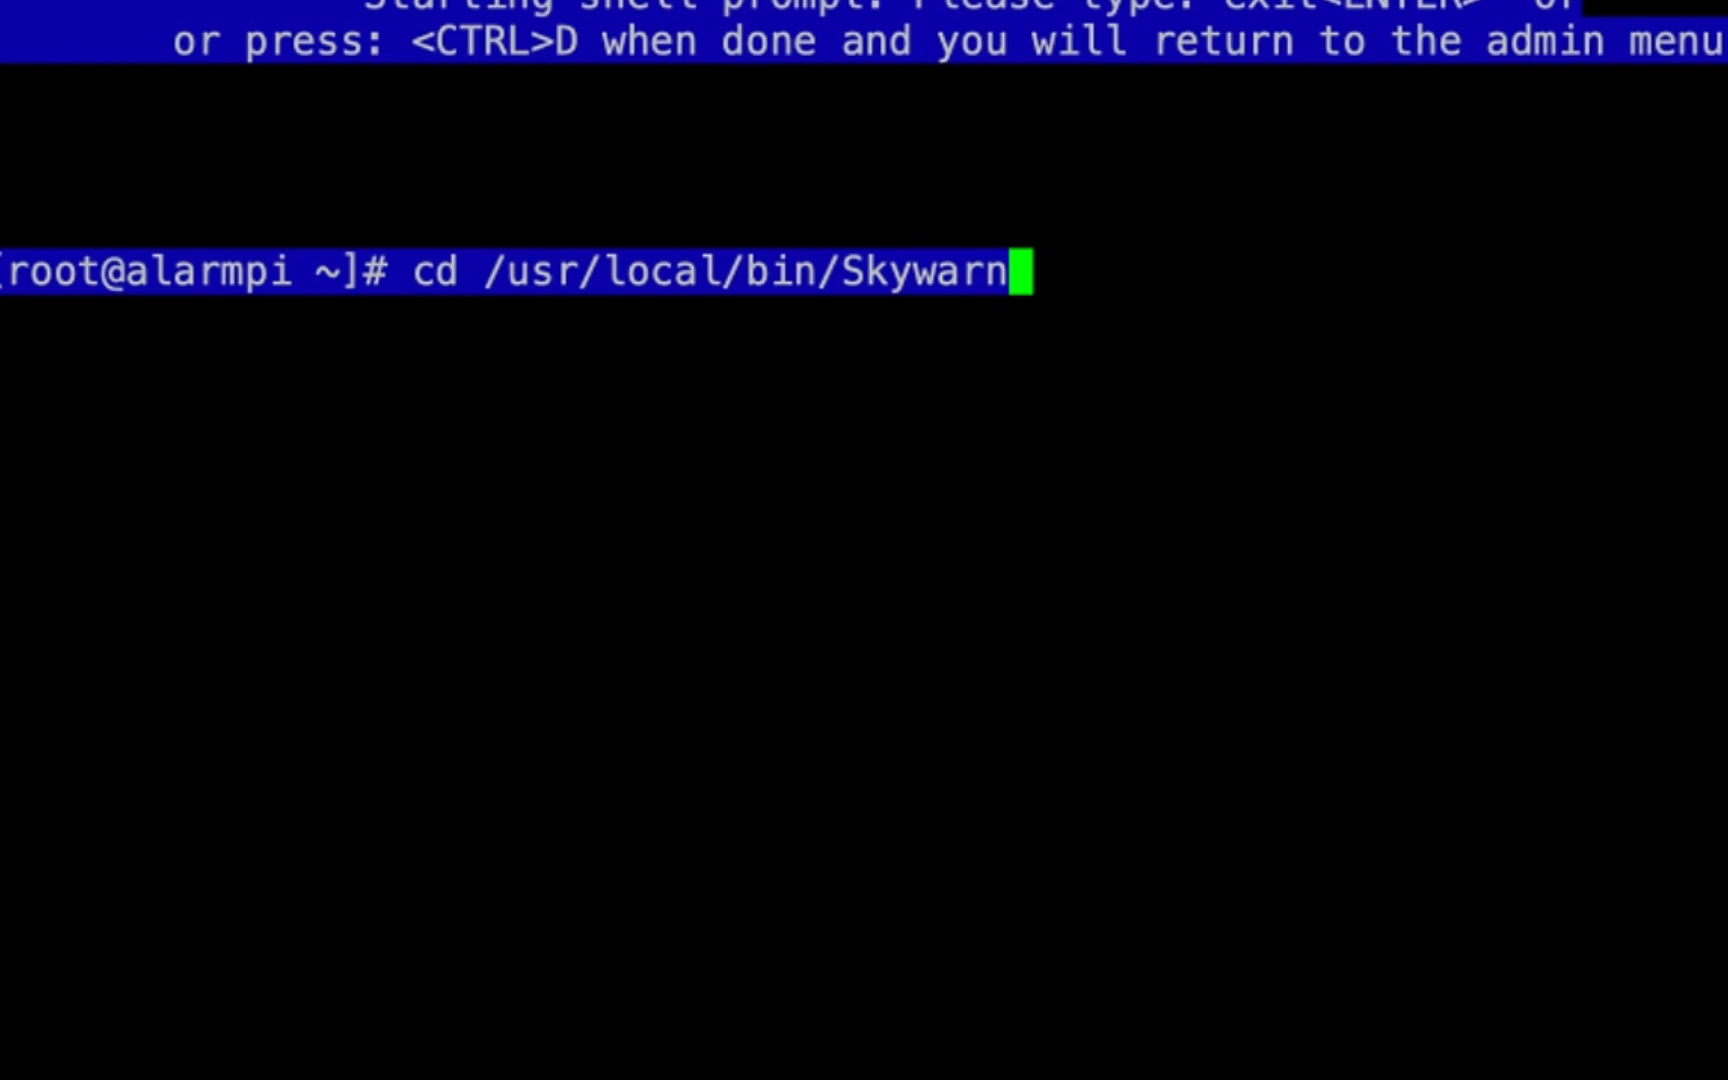 Starting shell prompt. Please type: exit<ENTER> or
or press: <CTRL>D when done and you will return to the admin menu
[root@alarmpi ~]# cd /usr/local/bin/Skywarn